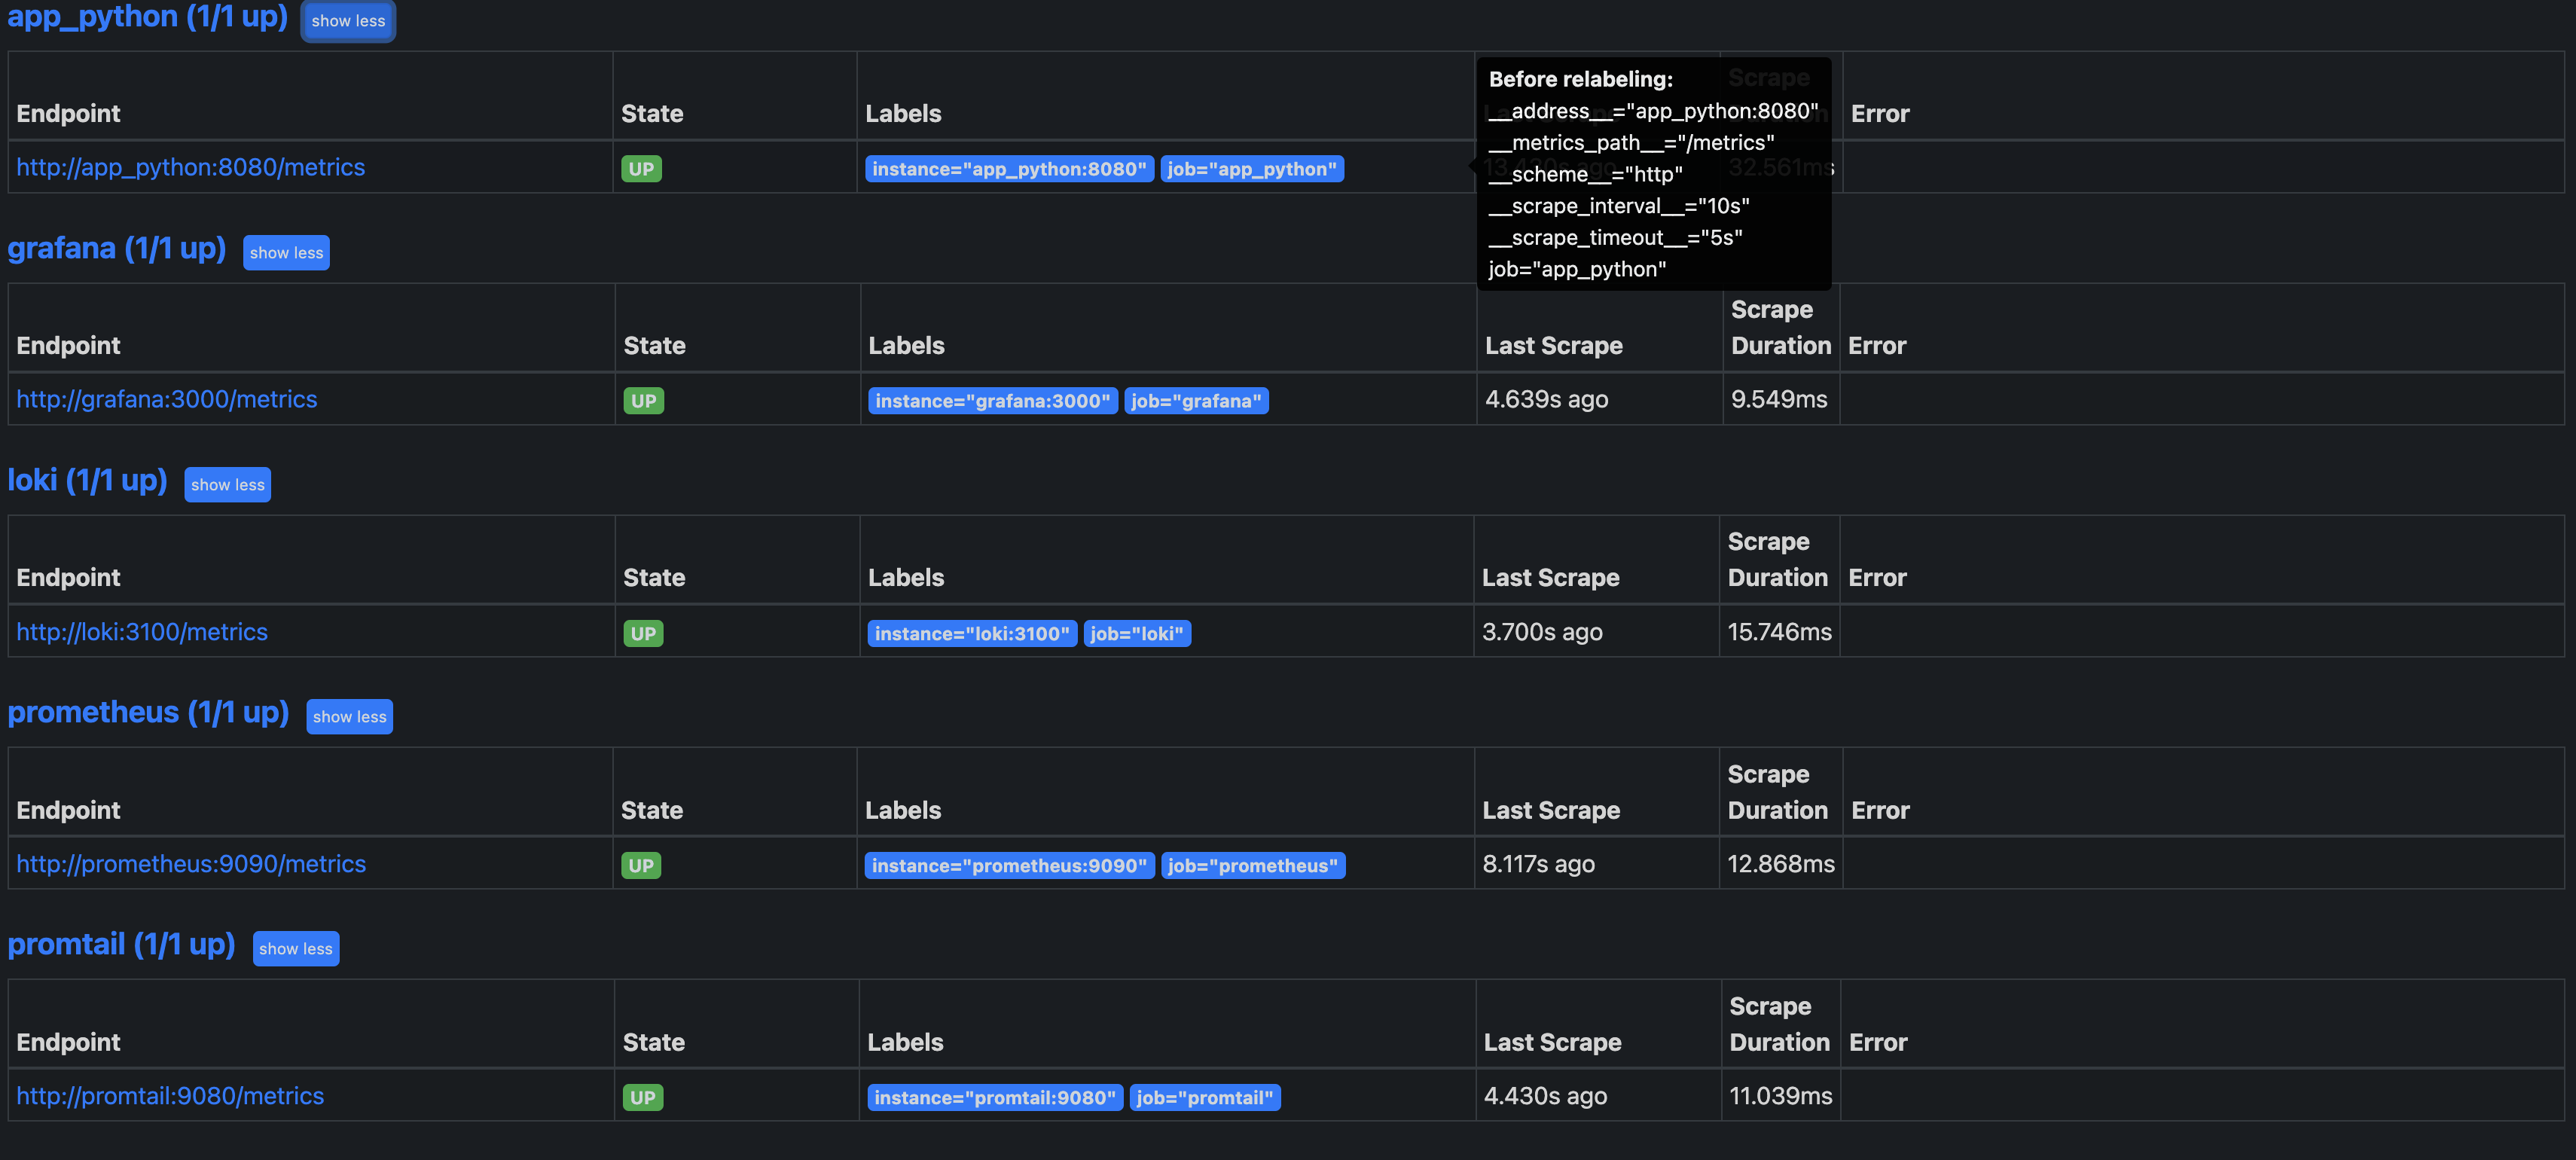 app_python (1/1 up) show less
Endpoint State Labels Scrape Error
http://app_python:8080/metrics UP instance="app_python:8080" job="app_python" 32.561ms
Before relabeling:
__address__="app_python:8080"
__metrics_path__="/metrics"
__scheme__="http"
__scrape_interval__="10s"
__scrape_timeout__="5s"
job="app_python"
grafana (1/1 up) show less
Endpoint State Labels Last Scrape Scrape Duration Error
http://grafana:3000/metrics UP instance="grafana:3000" job="grafana" 4.639s ago 9.549ms
loki (1/1 up) show less
Endpoint State Labels Last Scrape Scrape Duration Error
http://loki:3100/metrics UP instance="loki:3100" job="loki" 3.700s ago 15.746ms
prometheus (1/1 up) show less
Endpoint State Labels Last Scrape Scrape Duration Error
http://prometheus:9090/metrics UP instance="prometheus:9090" job="prometheus" 8.117s ago 12.868ms
promtail (1/1 up) show less
Endpoint State Labels Last Scrape Scrape Duration Error
http://promtail:9080/metrics UP instance="promtail:9080" job="promtail" 4.430s ago 11.039ms